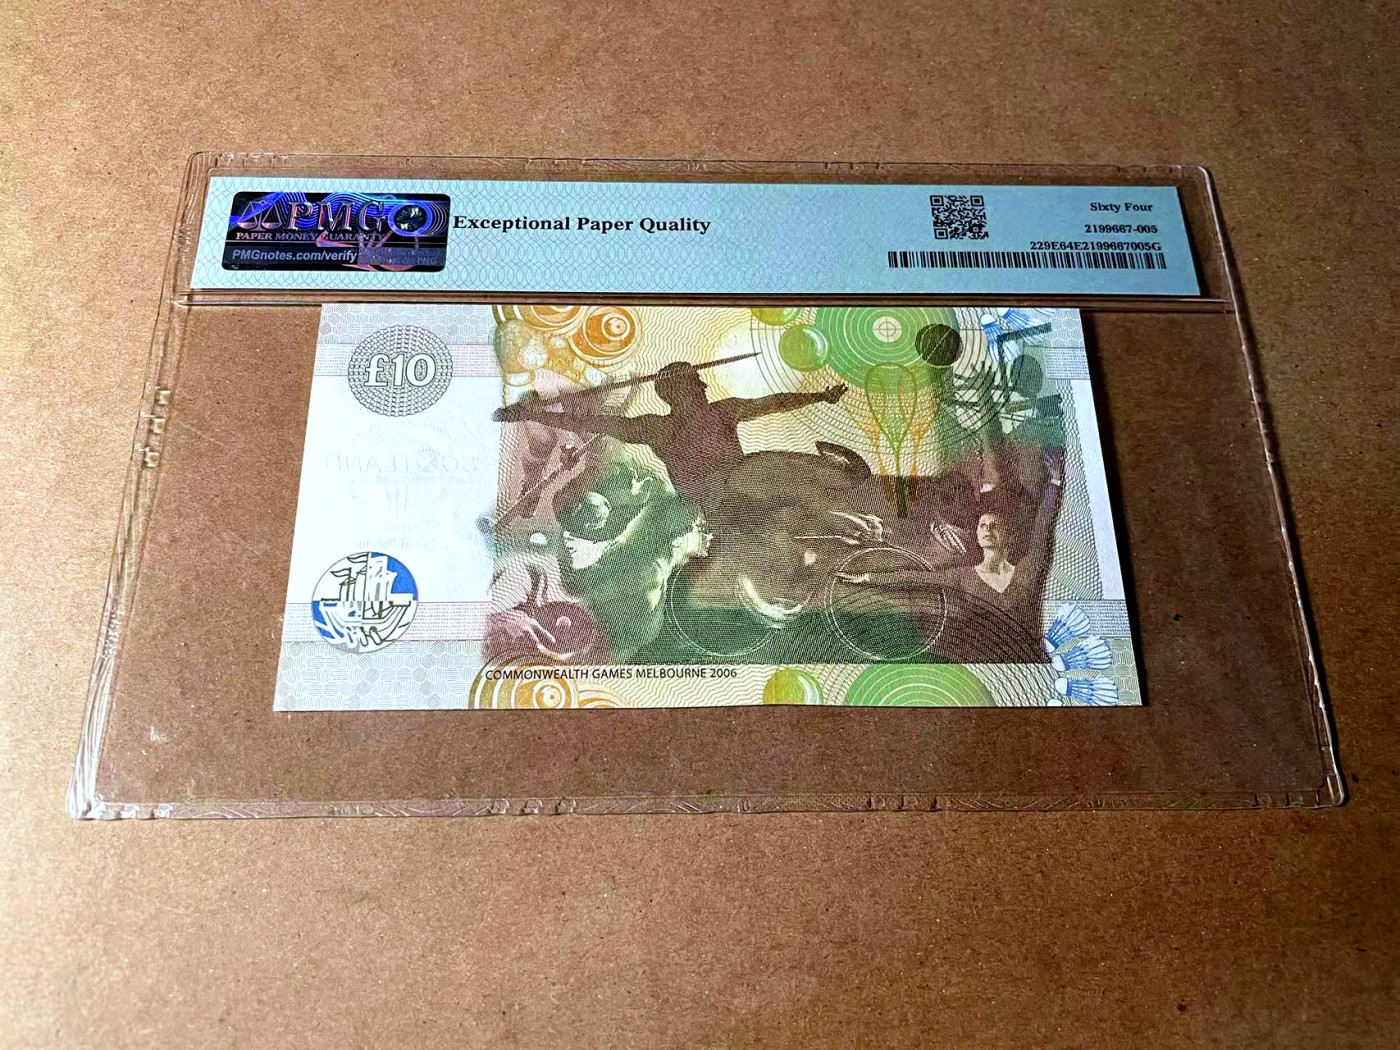 PMG
PAPER MONEY GUARANTY
PMGnotes.com/verify
Exceptional Paper Quality
Sixty Four
2199667-005
229E64E2199667005G
£10
SCOTLAND
COMMONWEALTH GAMES MELBOURNE 2006